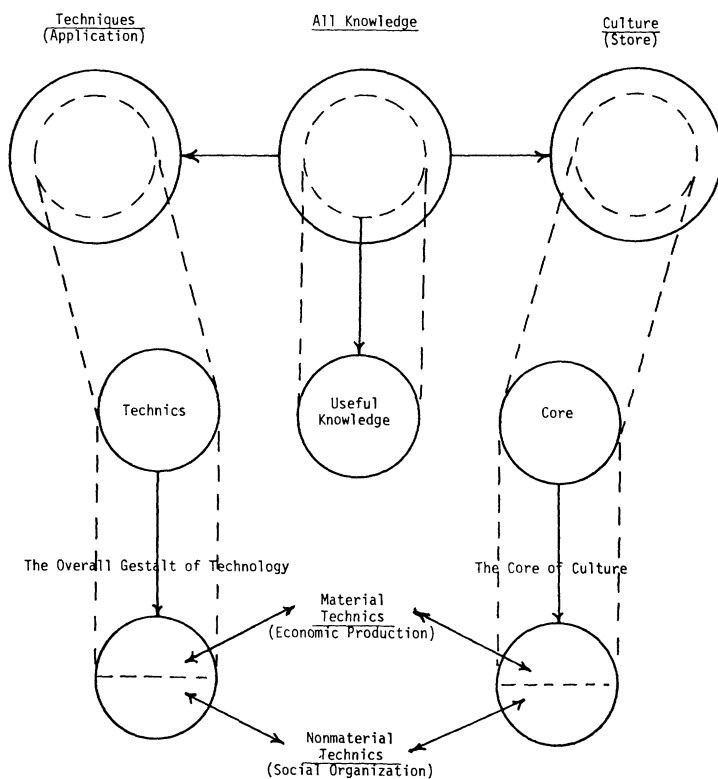 Techniques
(Application)
All Knowledge
Culture
(Store)
Technics
Useful
Knowledge
Core
The Overall Gestalt of Technology
The Core of Culture
Material
Technics
(Economic Production)
Nonmaterial
Technics
(Social Organization)